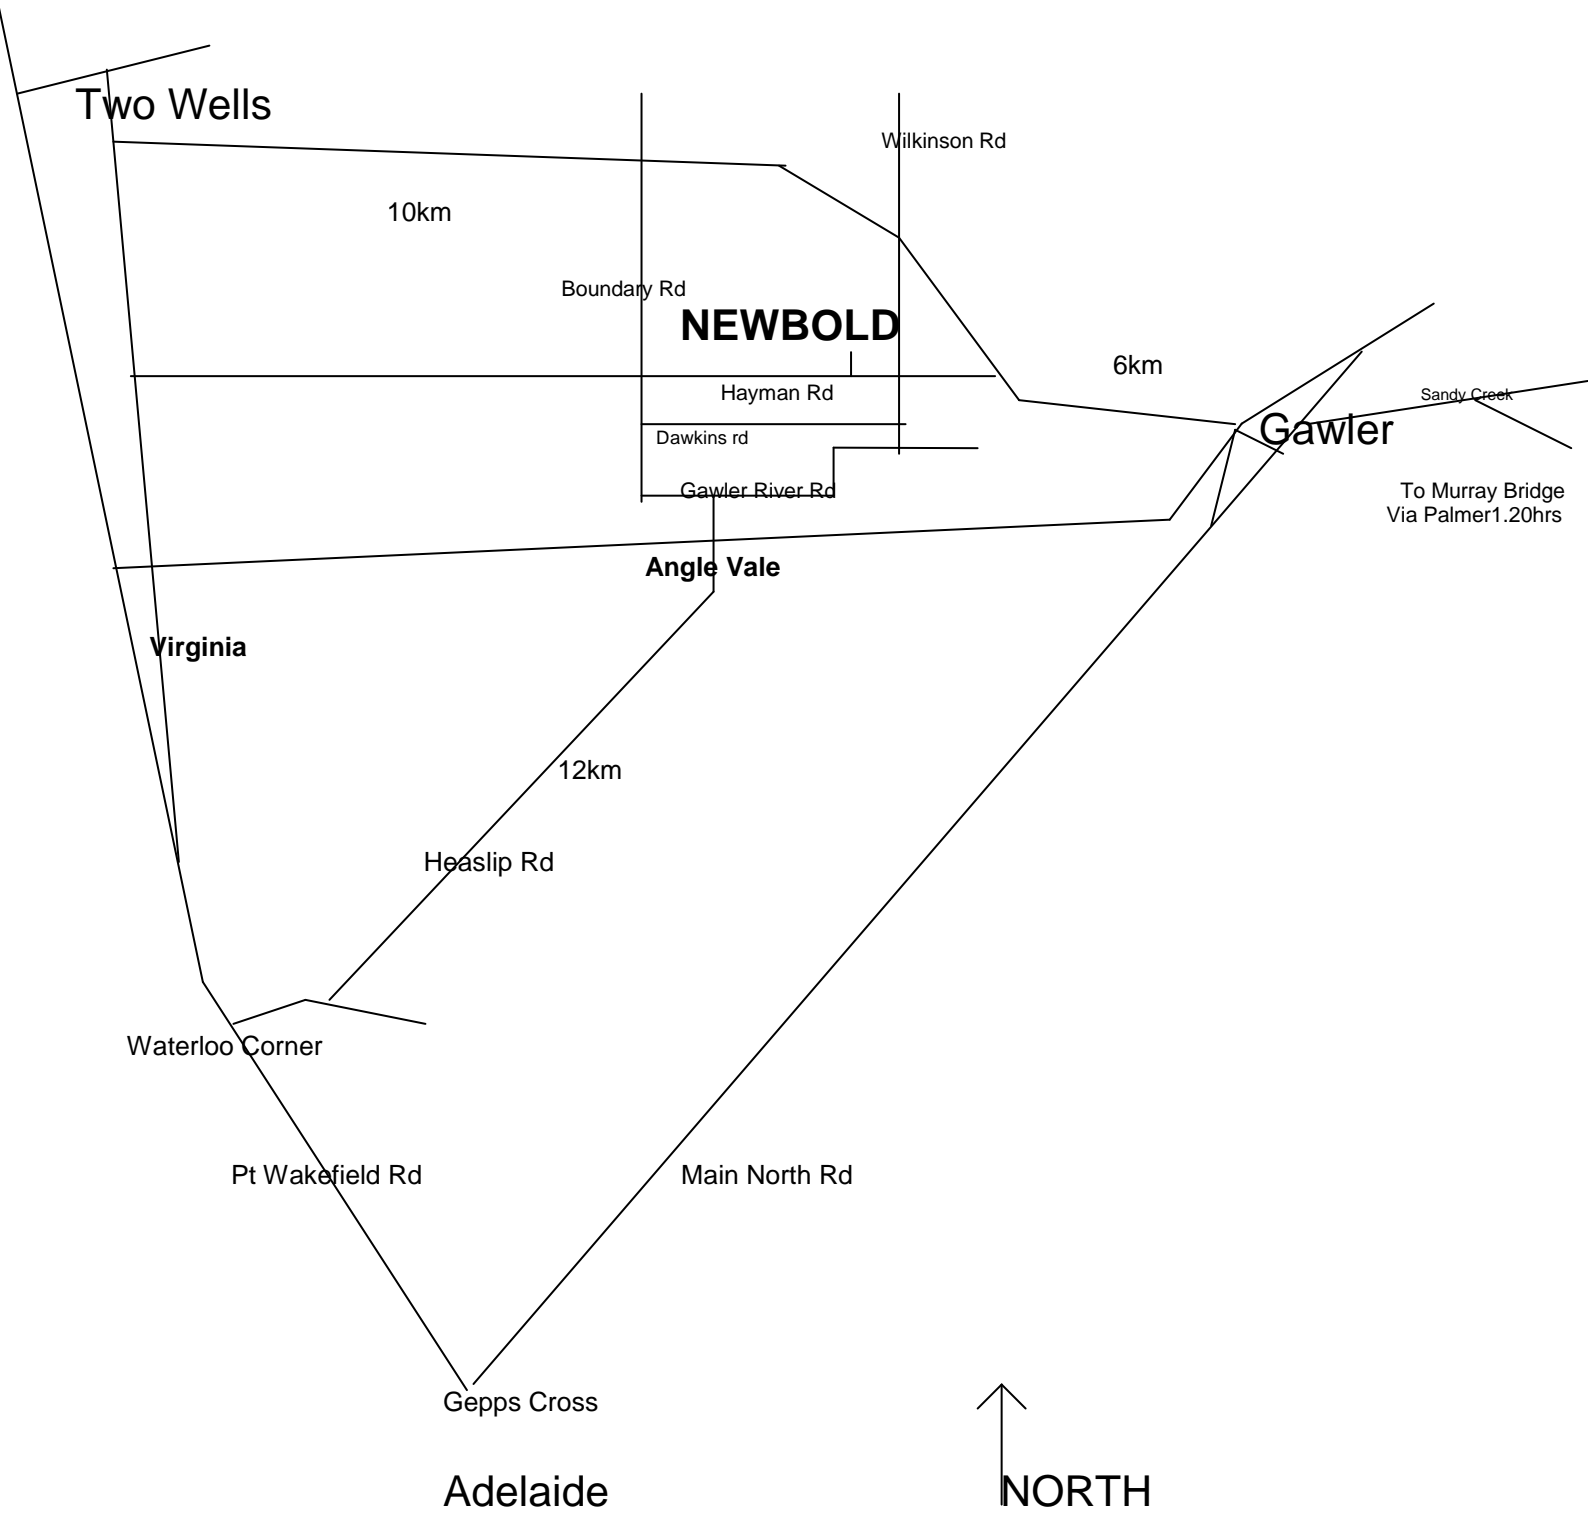 Two Wells
Wilkinson Rd
10km
Boundary Rd
NEWBOLD
6km
Hayman Rd
Sandy Creek
Gawler
Dawkins rd
Gawler River Rd
To Murray Bridge
Via Palmer1.20hrs
Angle Vale
Virginia
12km
Heaslip Rd
Waterloo Corner
Pt Wakefield Rd
Main North Rd
Gepps Cross
Adelaide
NORTH